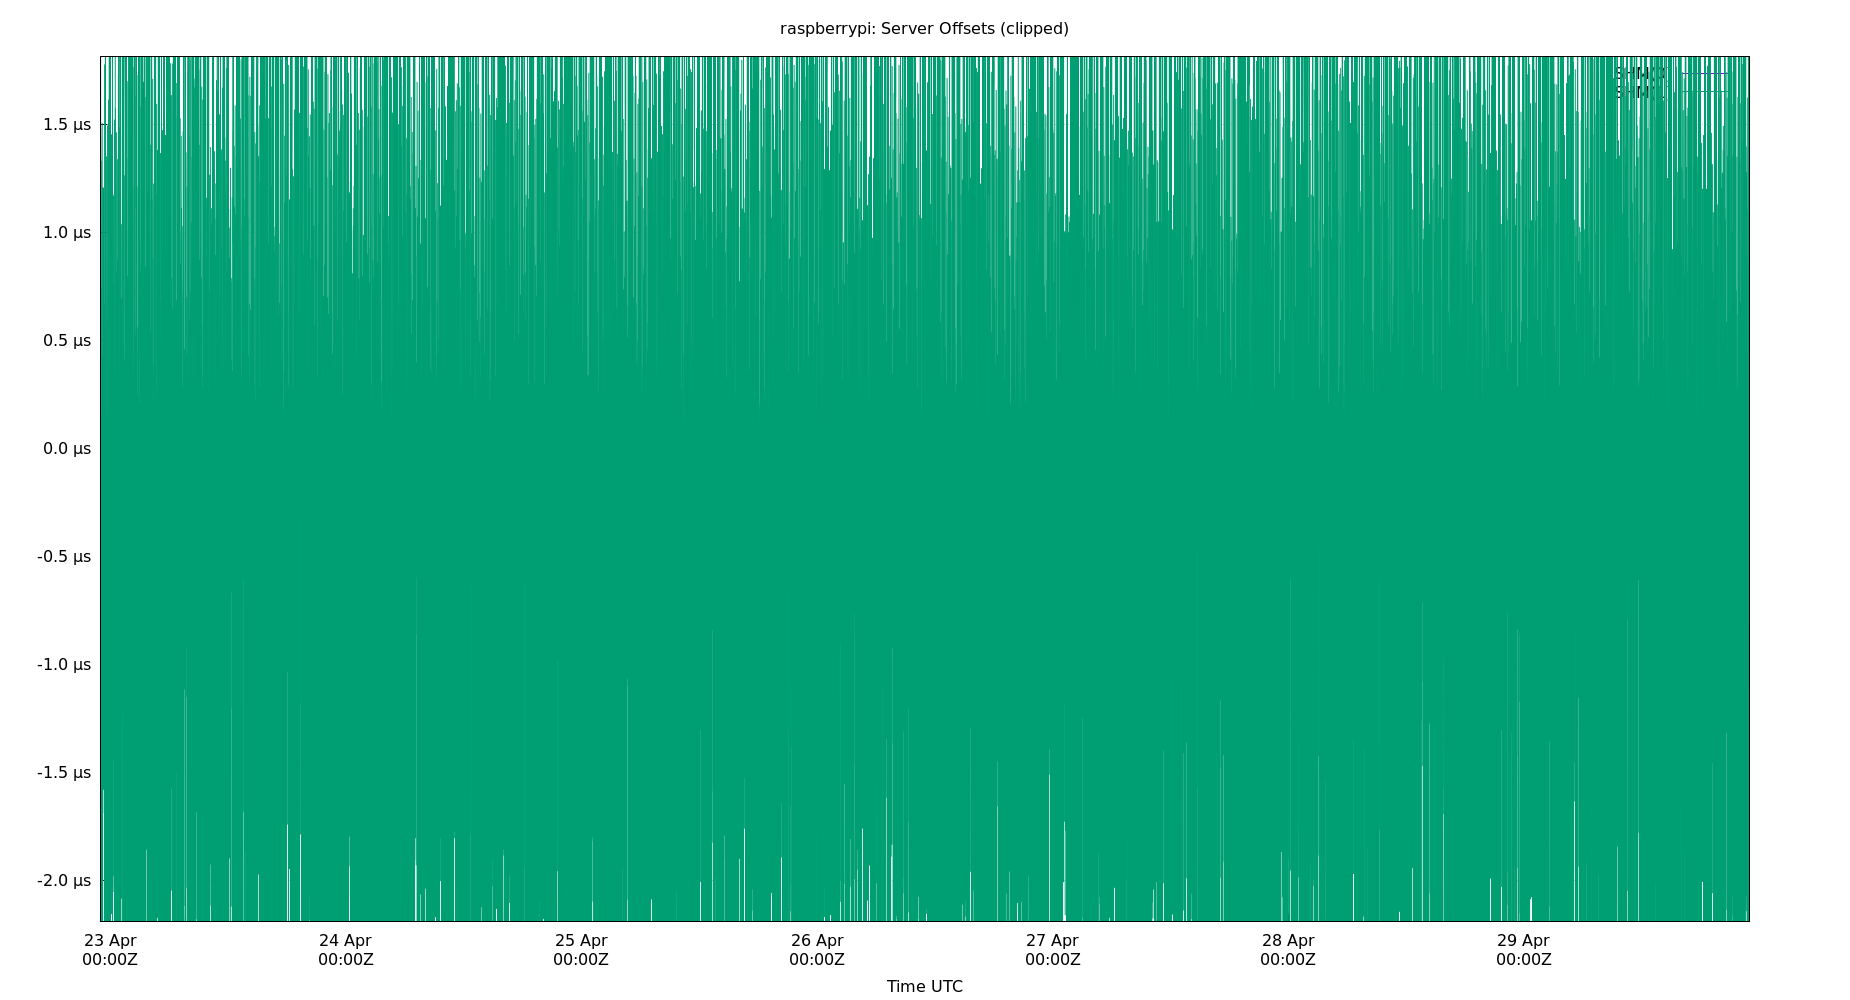 raspberrypi: Server Offsets (clipped)
1.5 µs
1.0 µs
0.5 µs
0.0 µs
-0.5 µs
-1.0 µs
-1.5 µs
-2.0 µs
23 Apr
00:00Z
24 Apr
00:00Z
25 Apr
00:00Z
26 Apr
00:00Z
27 Apr
00:00Z
28 Apr
00:00Z
29 Apr
00:00Z
Time UTC